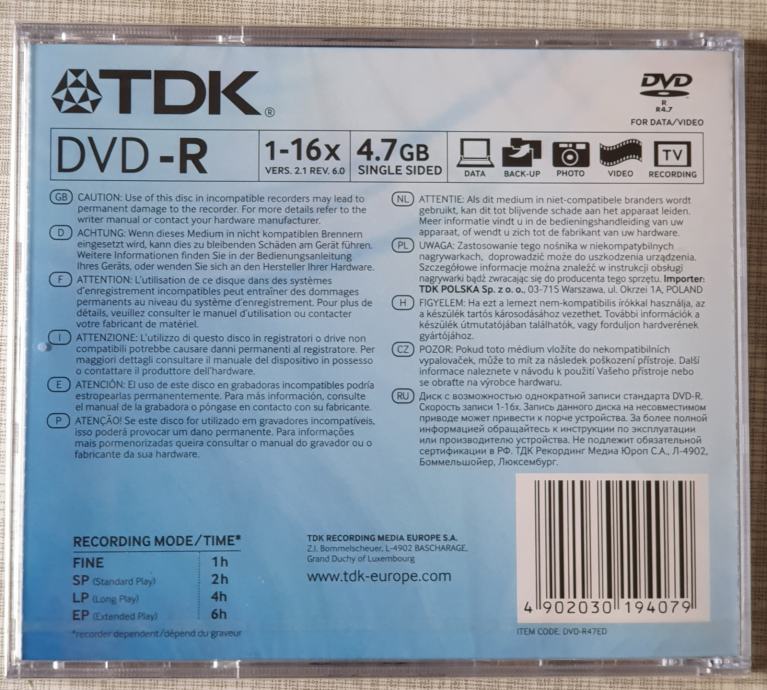 TDK®
DVD
R
R4.7
FOR DATA/VIDEO
DVD-R
1-16x
VERS. 2.1 REV. 6.0
4.7GB
SINGLE SIDED
DATA
BACK-UP
PHOTO
VIDEO
TV
RECORDING
GB CAUTION: Use of this disc in incompatible recorders may lead to
permanent damage to the recorder. For more details refer to the
writer manual or contact your hardware manufacturer.
D ACHTUNG: Wenn dieses Medium in nicht kompatiblen Brennern
eingesetzt wird, kann dies zu bleibenden Schäden am Gerät führen.
Weitere Informationen finden Sie in der Bedienungsanleitung
Ihres Geräts, oder wenden Sie sich an den Hersteller Ihrer Hardware.
F ATTENTION: L'utilisation de ce disque dans des systèmes
d'enregistrement incompatibles peut entraîner des dommages
permanents au niveau du système d'enregistrement. Pour plus de
détails, veuillez consulter le manuel d'utilisation ou contacter
votre fabricant de matériel.
I ATTENZIONE: L'utilizzo di questo disco in registratori o drive non
compatibili potrebbe causare danni permanenti al registratore. Per
maggiori dettagli consultare il manuale del dispositivo in possesso
o contattare il produttore dell'hardware.
E ATENCIÓN: El uso de este disco en grabadoras incompatibles podría
estropearlas permanentemente. Para más información, consulte
el manual de la grabadora o póngase en contacto con su fabricante.
P ATENÇÃO! Se este disco for utilizado em gravadores incompatíveis,
isso poderá provocar um dano permanente. Para informações
mais pormenorizadas queira consultar o manual do gravador ou o
fabricante da sua hardware.
NL ATTENTIE: Als dit medium in niet-compatibele branders wordt
gebruikt, kan dit tot blijvende schade aan het apparaat leiden.
Meer informatie vindt u in de bedieningshandleiding van uw
apparaat, of wendt u zich tot de fabrikant van uw hardware.
PL UWAGA: Zastosowanie tego nośnika w niekompatybilnych
nagrywarkach, doprowadzić może do uszkodzenia urządzenia.
Szczegółowe informacje można znaleźć w instrukcji obsługi
nagrywarki bądź zwracając się do producenta tego sprzętu. Importer:
TDK POLSKA Sp. z o. o., 03-715 Warszawa, ul. Okrzei 1A, POLAND
H FIGYELEM: Ha ezt a lemezt nem-kompatibilis írókkal használja, az
a készülék tartós károsodásához vezethet. További információk a
készülék útmutatójában találhatók, vagy forduljon hardverének
gyártójához.
CZ POZOR: Pokud toto médium vložíte do nekompatibilních
vypalovaček, může to mít za následek poškození přístroje. Další
informace naleznete v návodu k použití Vašeho přístroje nebo
se obraťte na výrobce hardwaru.
RU Диск с возможностью однократной записи стандарта DVD-R.
Скорость записи 1-16x. Запись данного диска на несовместимом
приводе может привести к порче устройства. За более полной
информацией обращайтесь к инструкции по эксплуатации
или производителю устройства. Не подлежит обязательной
сертификации в РФ. ТДК Рекординг Медиа Юроп С.А., Л-4902,
Боммельшойер, Люксембург.
RECORDING MODE/TIME*
FINE 1h
SP (Standard Play) 2h
LP (Long Play) 4h
EP (Extended Play) 6h
*recorder dependent/dépend du graveur
TDK RECORDING MEDIA EUROPE S.A.
Z.I. Bommelscheuer, L-4902 BASCHARAGE,
Grand Duchy of Luxembourg
www.tdk-europe.com
4 902030 194079
ITEM CODE: DVD-R47ED